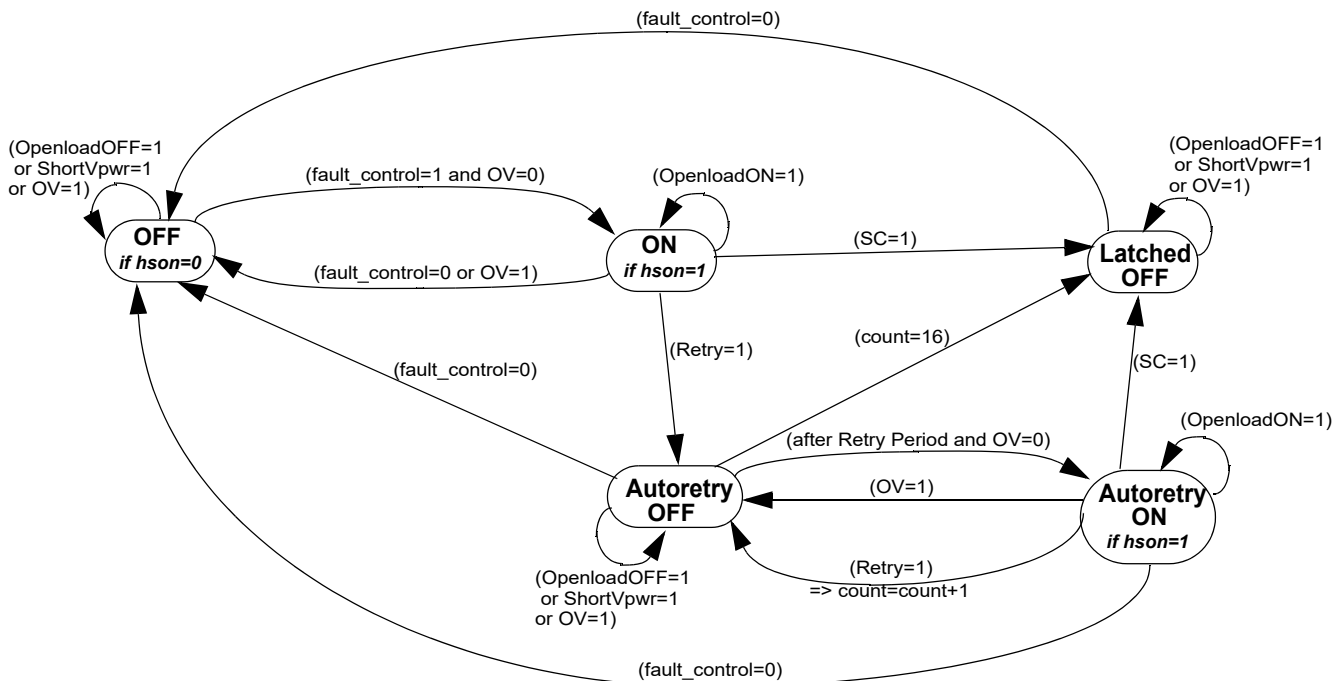 (fault_control=0)
(OpenloadOFF=1
or ShortVpwr=1
or OV=1)
(fault_control=1 and OV=0)
(OpenloadON=1)
(OpenloadOFF=1
or ShortVpwr=1
or OV=1)
OFF
if hson=0
ON
if hson=1
(SC=1)
Latched
OFF
(fault_control=0 or OV=1)
(count=16)
(Retry=1)
(SC=1)
(fault_control=0)
(OpenloadON=1)
(after Retry Period and OV=0)
Autoretry
OFF
(OV=1)
Autoretry
ON
if hson=1
(OpenloadOFF=1
or ShortVpwr=1
or OV=1)
(Retry=1)
=> count=count+1
(fault_control=0)